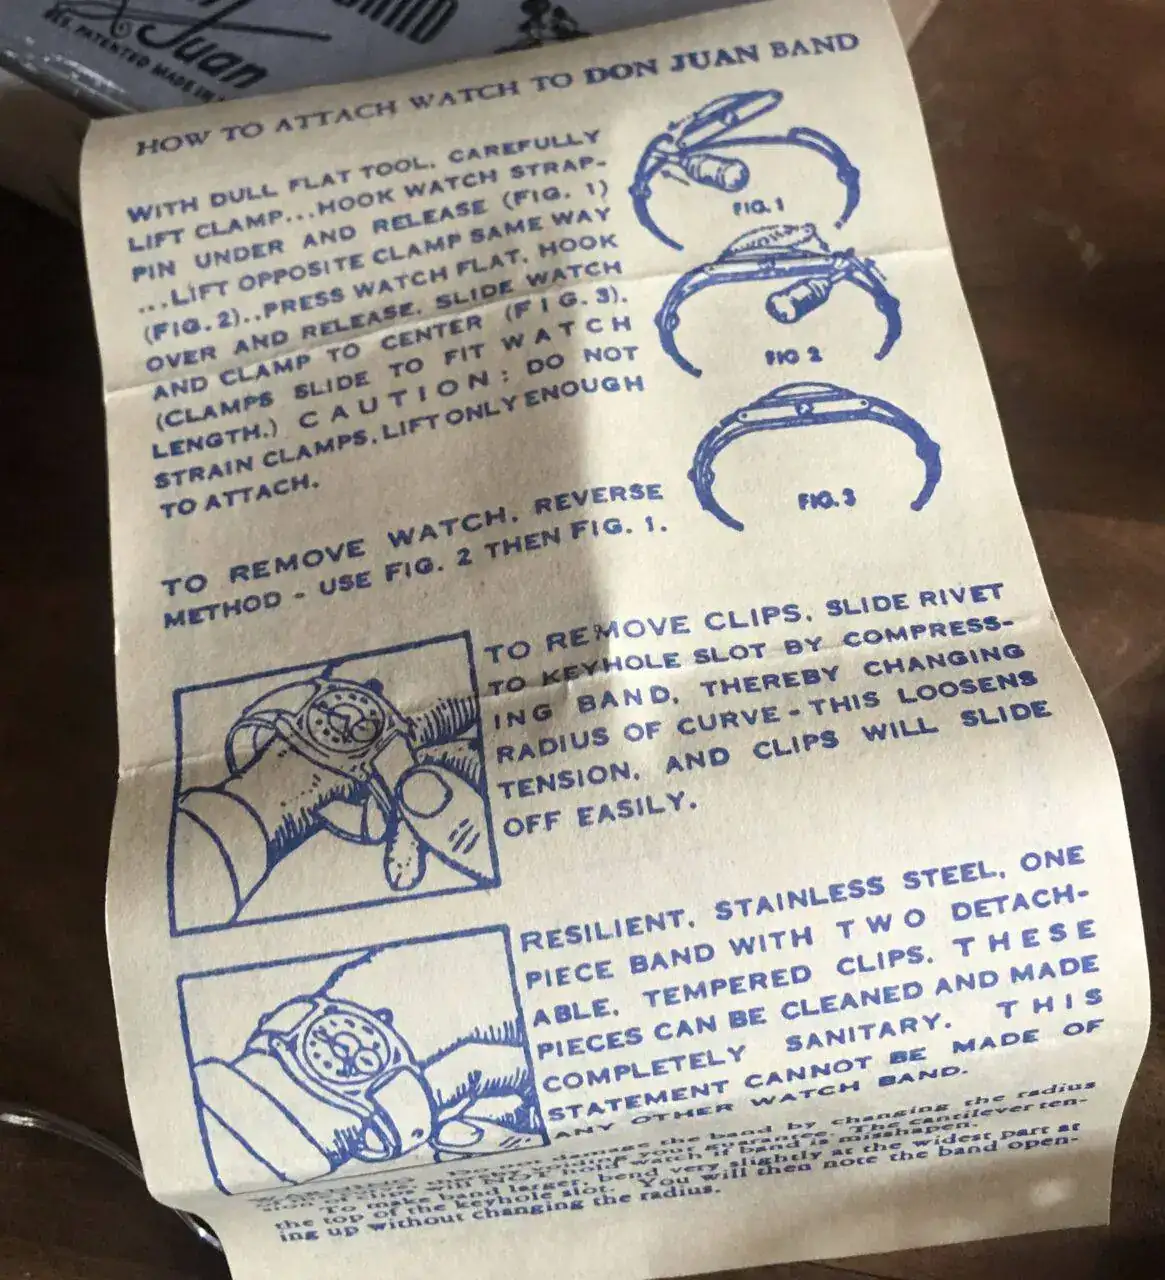 Juan
REG. PATENTED MADE IN
HOW TO ATTACH WATCH TO DON JUAN BAND
WITH DULL FLAT TOOL, CAREFULLY
LIFT CLAMP...HOOK WATCH STRAP-
PIN UNDER AND RELEASE (FIG. 1)
...LIFT OPPOSITE CLAMP SAME WAY
(FIG. 2)..PRESS WATCH FLAT, HOOK
OVER AND RELEASE. SLIDE WATCH
AND CLAMP TO CENTER (FIG. 3).
(CLAMPS SLIDE TO FIT WATCH
LENGTH.) CAUTION: DO NOT
STRAIN CLAMPS, LIFT ONLY ENOUGH
TO ATTACH.
FIG. 1
FIG 2
FIG. 3
TO REMOVE WATCH, REVERSE
METHOD - USE FIG. 2 THEN FIG. 1.
TO REMOVE CLIPS, SLIDE RIVET
TO KEYHOLE SLOT BY COMPRESS-
ING BAND, THEREBY CHANGING
RADIUS OF CURVE - THIS LOOSENS
TENSION, AND CLIPS WILL SLIDE
OFF EASILY.
RESILIENT, STAINLESS STEEL, ONE
PIECE BAND WITH TWO DETACH-
ABLE, TEMPERED CLIPS. THESE
PIECES CAN BE CLEANED AND MADE
COMPLETELY SANITARY. THIS
STATEMENT CANNOT BE MADE OF
ANY OTHER WATCH BAND.
the band by changing the radius
voiding your guarantee. The cantilever ten-
sion of clips will NOT hold watch if band is misshapen.
To make band larger, bend very slightly at the widest part at
the top of the keyhole slot. You will then note the band open-
ing up without changing the radius.